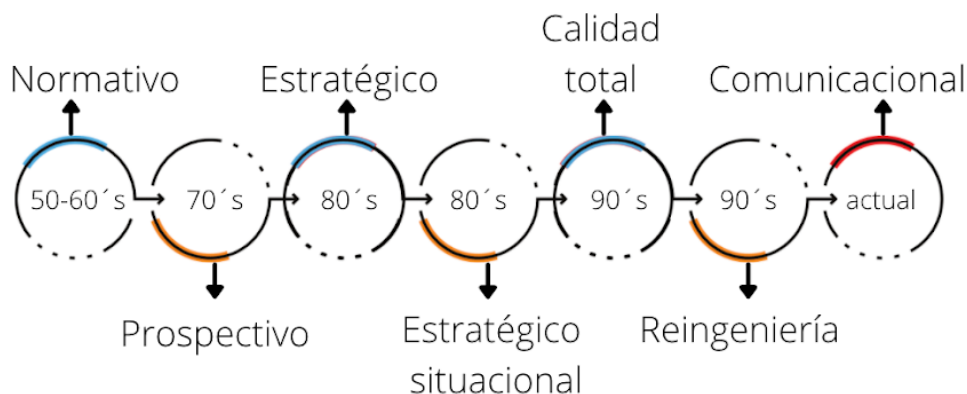 Normativo
Estratégico
Calidad
total
Comunicacional
50-60´s
70´s
80´s
80´s
90´s
90´s
actual
Prospectivo
Estratégico
situacional
Reingeniería